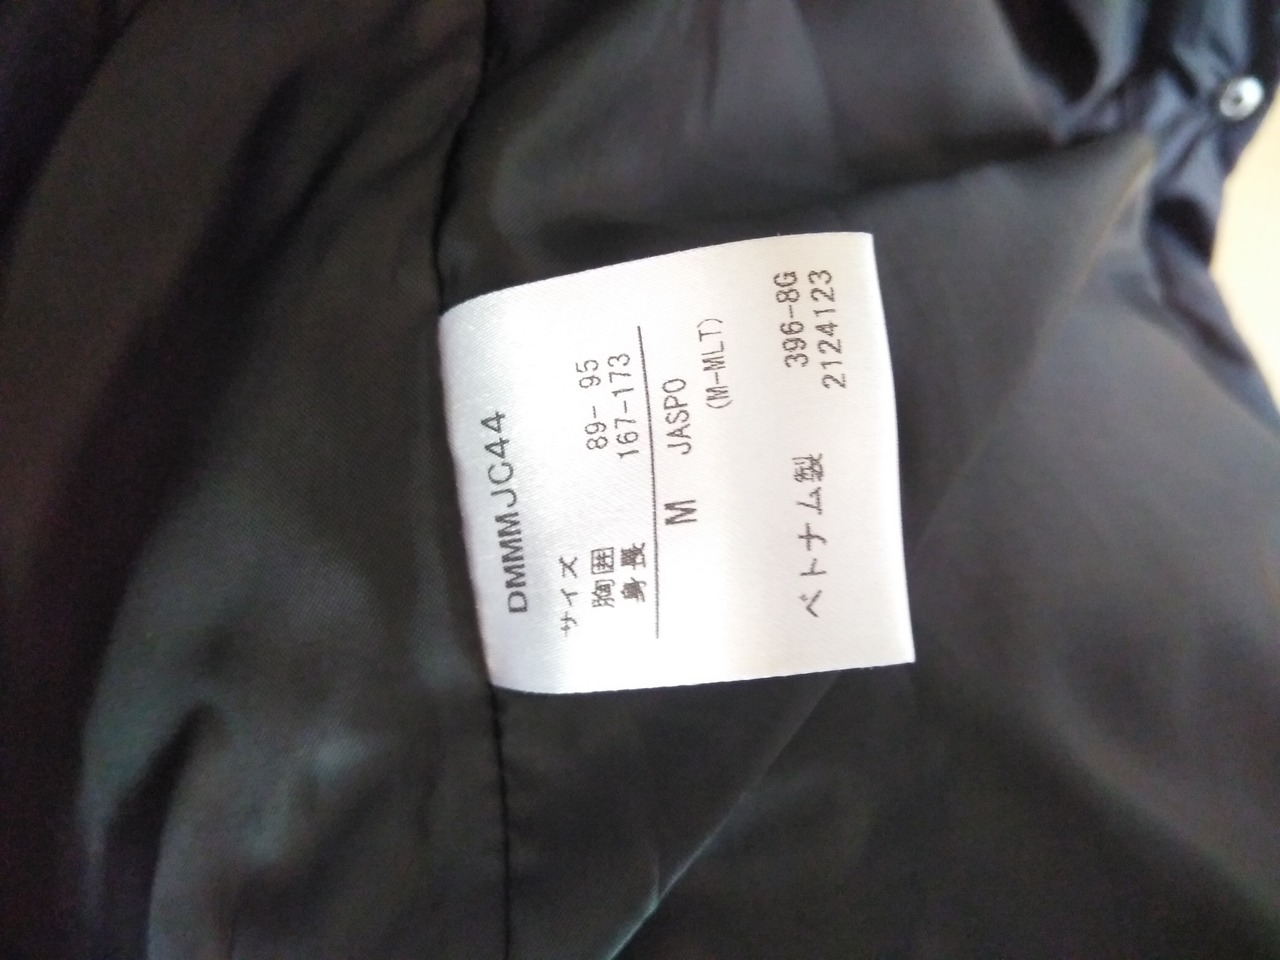 DMMMJC44
サイズ
胸囲 89- 95
身長 167-173
M JASPO
(M-MLT)
396-8G
ベトナム製 2124123